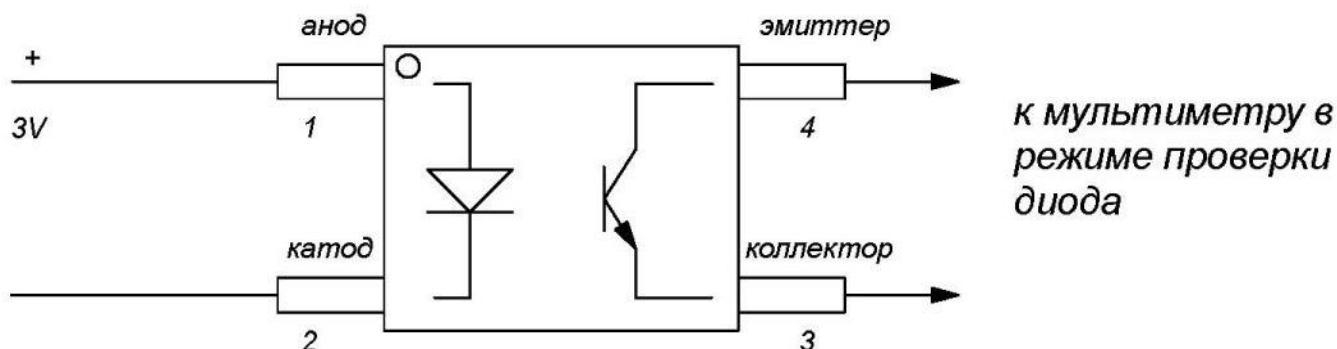 анод
эмиттер
+
3V
1
4
к мультиметру в
режиме проверки
диода
катод
коллектор
2
3